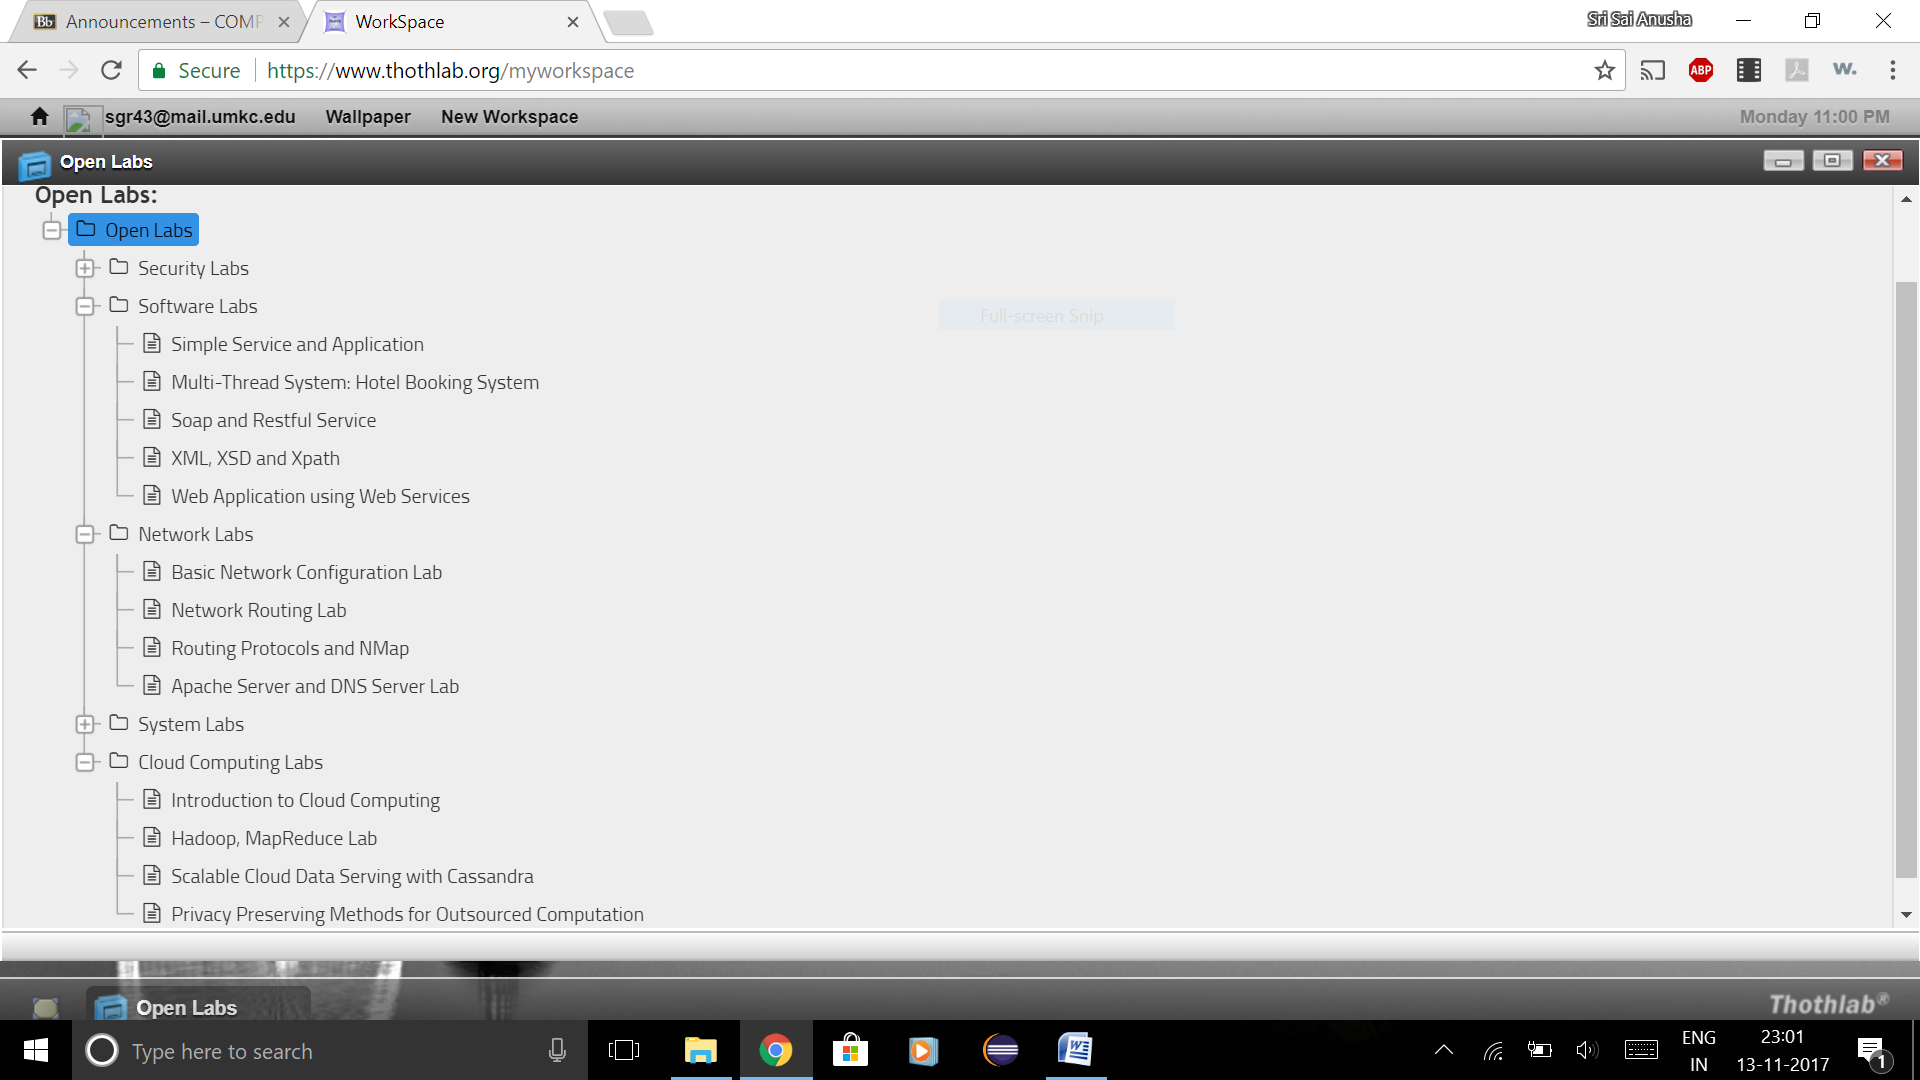 Announcements – COMP
WorkSpace
Sri Sai Anusha
Secure
https://www.thothlab.org/myworkspace
ABP
W.
sgr43@mail.umkc.edu
Wallpaper
New Workspace
Monday 11:00 PM
Open Labs
Open Labs:
Open Labs
Security Labs
Software Labs
Full-screen Snip
Simple Service and Application
Multi-Thread System: Hotel Booking System
Soap and Restful Service
XML, XSD and Xpath
Web Application using Web Services
Network Labs
Basic Network Configuration Lab
Network Routing Lab
Routing Protocols and NMap
Apache Server and DNS Server Lab
System Labs
Cloud Computing Labs
Introduction to Cloud Computing
Hadoop, MapReduce Lab
Scalable Cloud Data Serving with Cassandra
Privacy Preserving Methods for Outsourced Computation
Open Labs
Thothlab®
Type here to search
ENG
IN
23:01
13-11-2017
1